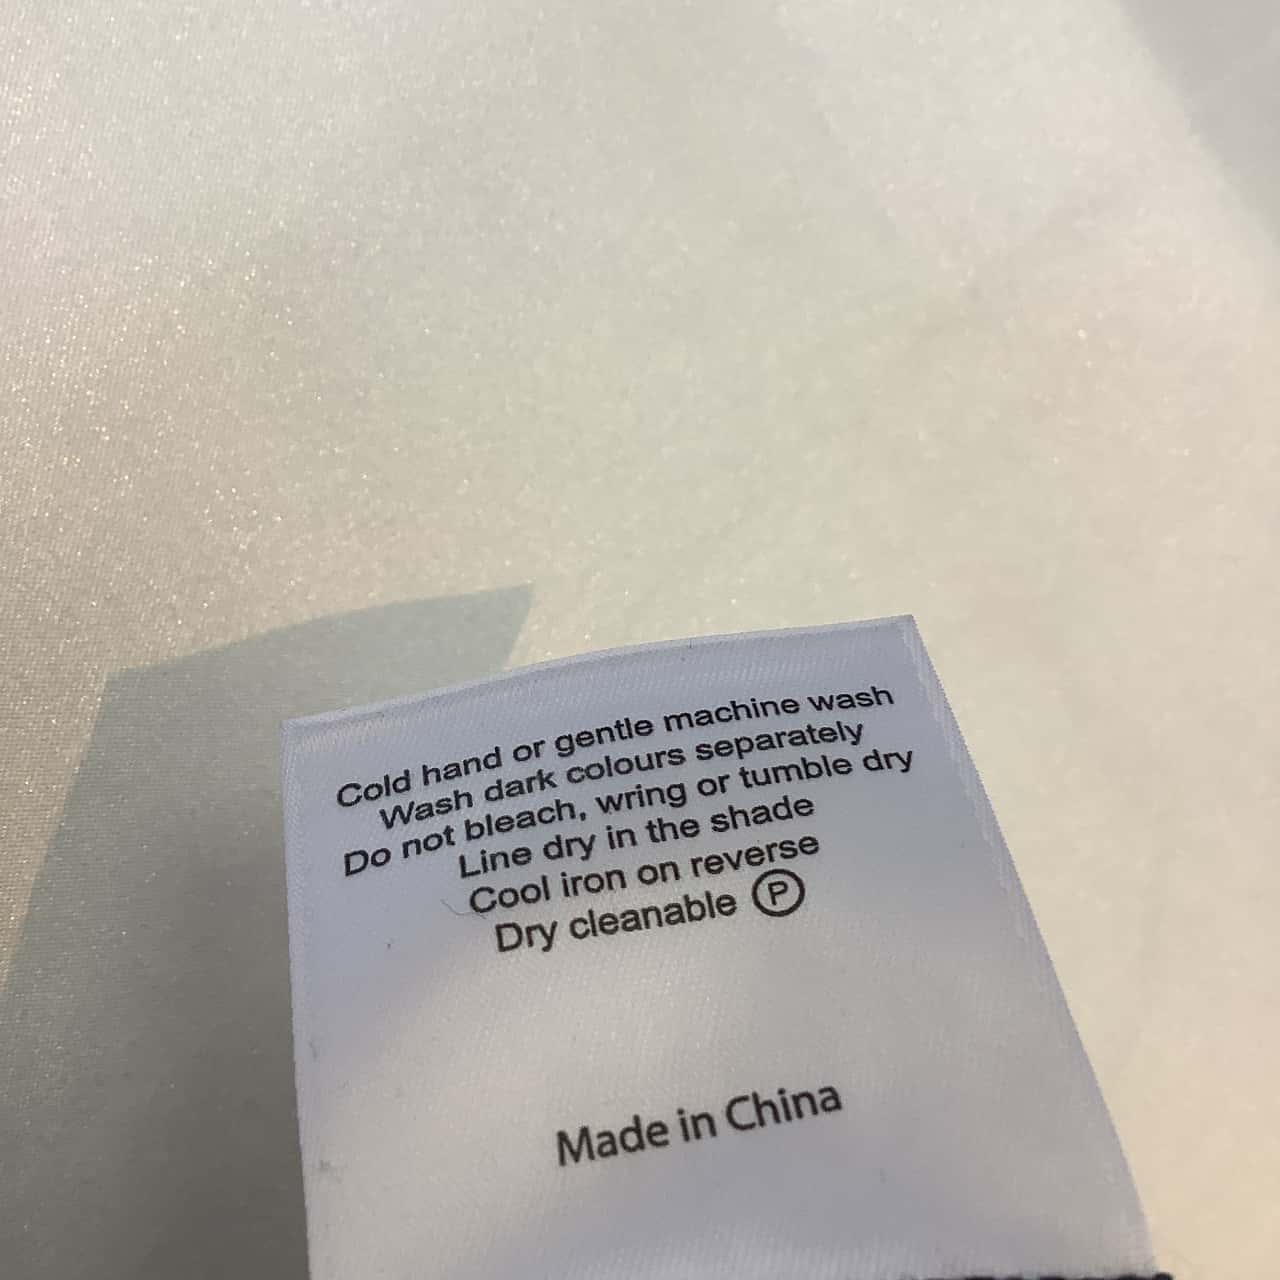 Cold hand or gentle machine wash
Wash dark colours separately
Do not bleach, wring or tumble dry
Line dry in the shade
Cool iron on reverse
Dry cleanable Ⓟ
Made in China